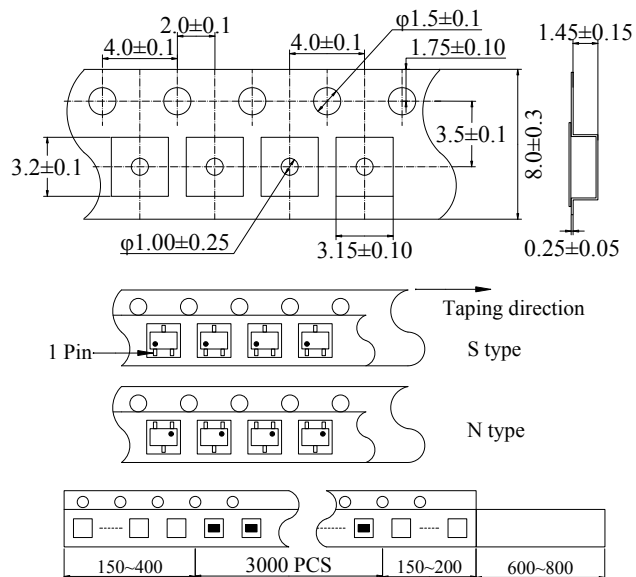 2.0±0.1
4.0±0.1
4.0±0.1
φ1.5±0.1
1.75±0.10
1.45±0.15
3.2±0.1
3.5±0.1
8.0±0.3
φ1.00±0.25
3.15±0.10
0.25±0.05
Taping direction
1 Pin
S type
N type
150~400
3000 PCS
150~200
600~800